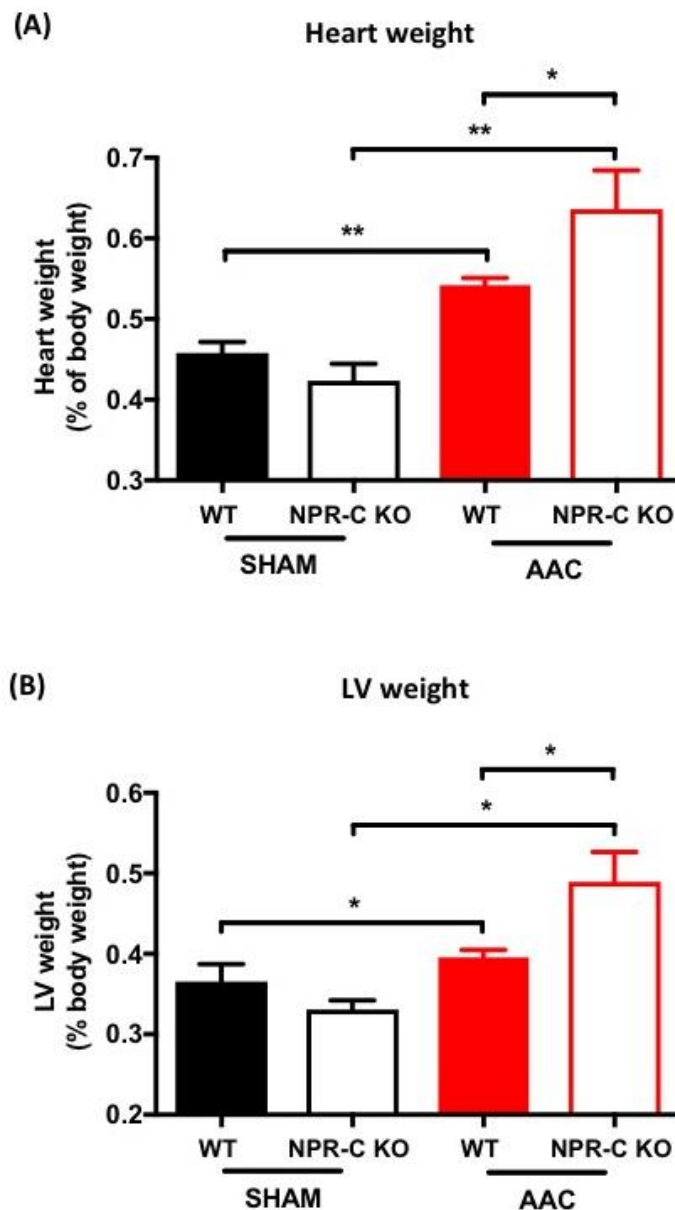 (A)
Heart weight
*
**
**
Heart weight
(% of body weight)
0.7
0.6
0.5
0.4
0.3
WT NPR-C KO WT NPR-C KO
SHAM AAC
(B)
LV weight
*
*
*
LV weight
(% body weight)
0.6
0.5
0.4
0.3
0.2
WT NPR-C KO WT NPR-C KO
SHAM AAC